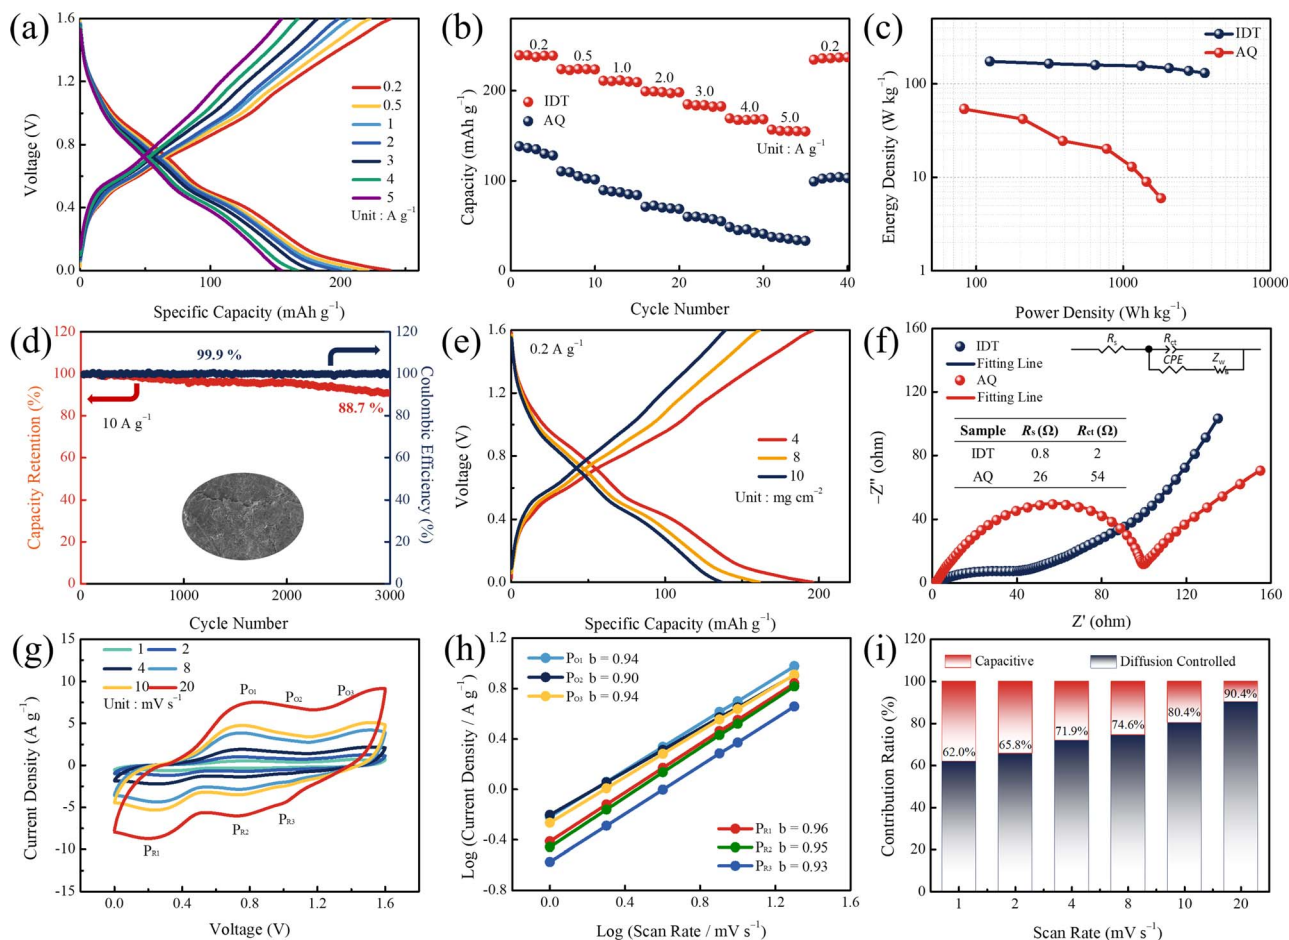 (a)
1.6
1.2
0.8
0.4
0.0
Voltage (V)
0.2
0.5
1
2
3
4
5
Unit : A g⁻¹
0
100
200
Specific Capacity (mAh g⁻¹)
(b)
0
100
200
Capacity (mAh g⁻¹)
0.2
0.5
1.0
2.0
3.0
4.0
5.0
0.2
IDT
AQ
Unit : A g⁻¹
0
10
20
30
40
Cycle Number
(c)
1
10
100
Energy Density (W kg⁻¹)
IDT
AQ
100
1000
10000
Power Density (Wh kg⁻¹)
(d)
120
100
80
60
40
20
0
Capacity Retention (%)
99.9 %
88.7 %
10 A g⁻¹
120
100
80
60
40
20
0
Coulombic Efficiency (%)
0
1000
2000
3000
Cycle Number
(e)
1.6
1.2
0.8
0.4
0.0
Voltage (V)
0.2 A g⁻¹
4
8
10
Unit : mg cm⁻²
0
50
100
150
200
Specific Capacity (mAh g⁻¹)
(f)
160
120
80
40
0
−Z'' (ohm)
IDT
Fitting Line
AQ
Fitting Line
Rs
Rct
CPE
Zw
Sample Rs (Ω) Rct (Ω)
IDT 0.8 2
AQ 26 54
0
40
80
120
160
Z' (ohm)
(g)
15
10
5
0
-5
-10
-15
Current Density (A g⁻¹)
1 2
4 8
10 20
Unit : mV s⁻¹
PO1
PO2
PO3
PR1
PR2
PR3
0.0
0.4
0.8
1.2
1.6
Voltage (V)
(h)
1.2
0.8
0.4
0.0
-0.4
-0.8
Log (Current Density / A g⁻¹)
PO1 b = 0.94
PO2 b = 0.90
PO3 b = 0.94
PR1 b = 0.96
PR2 b = 0.95
PR3 b = 0.93
0.0
0.4
0.8
1.2
1.6
Log (Scan Rate / mV s⁻¹)
(i)
120
100
80
60
40
20
0
Contribution Ratio (%)
Capacitive
Diffusion Controlled
62.0%
65.8%
71.9%
74.6%
80.4%
90.4%
1
2
4
8
10
20
Scan Rate (mV s⁻¹)